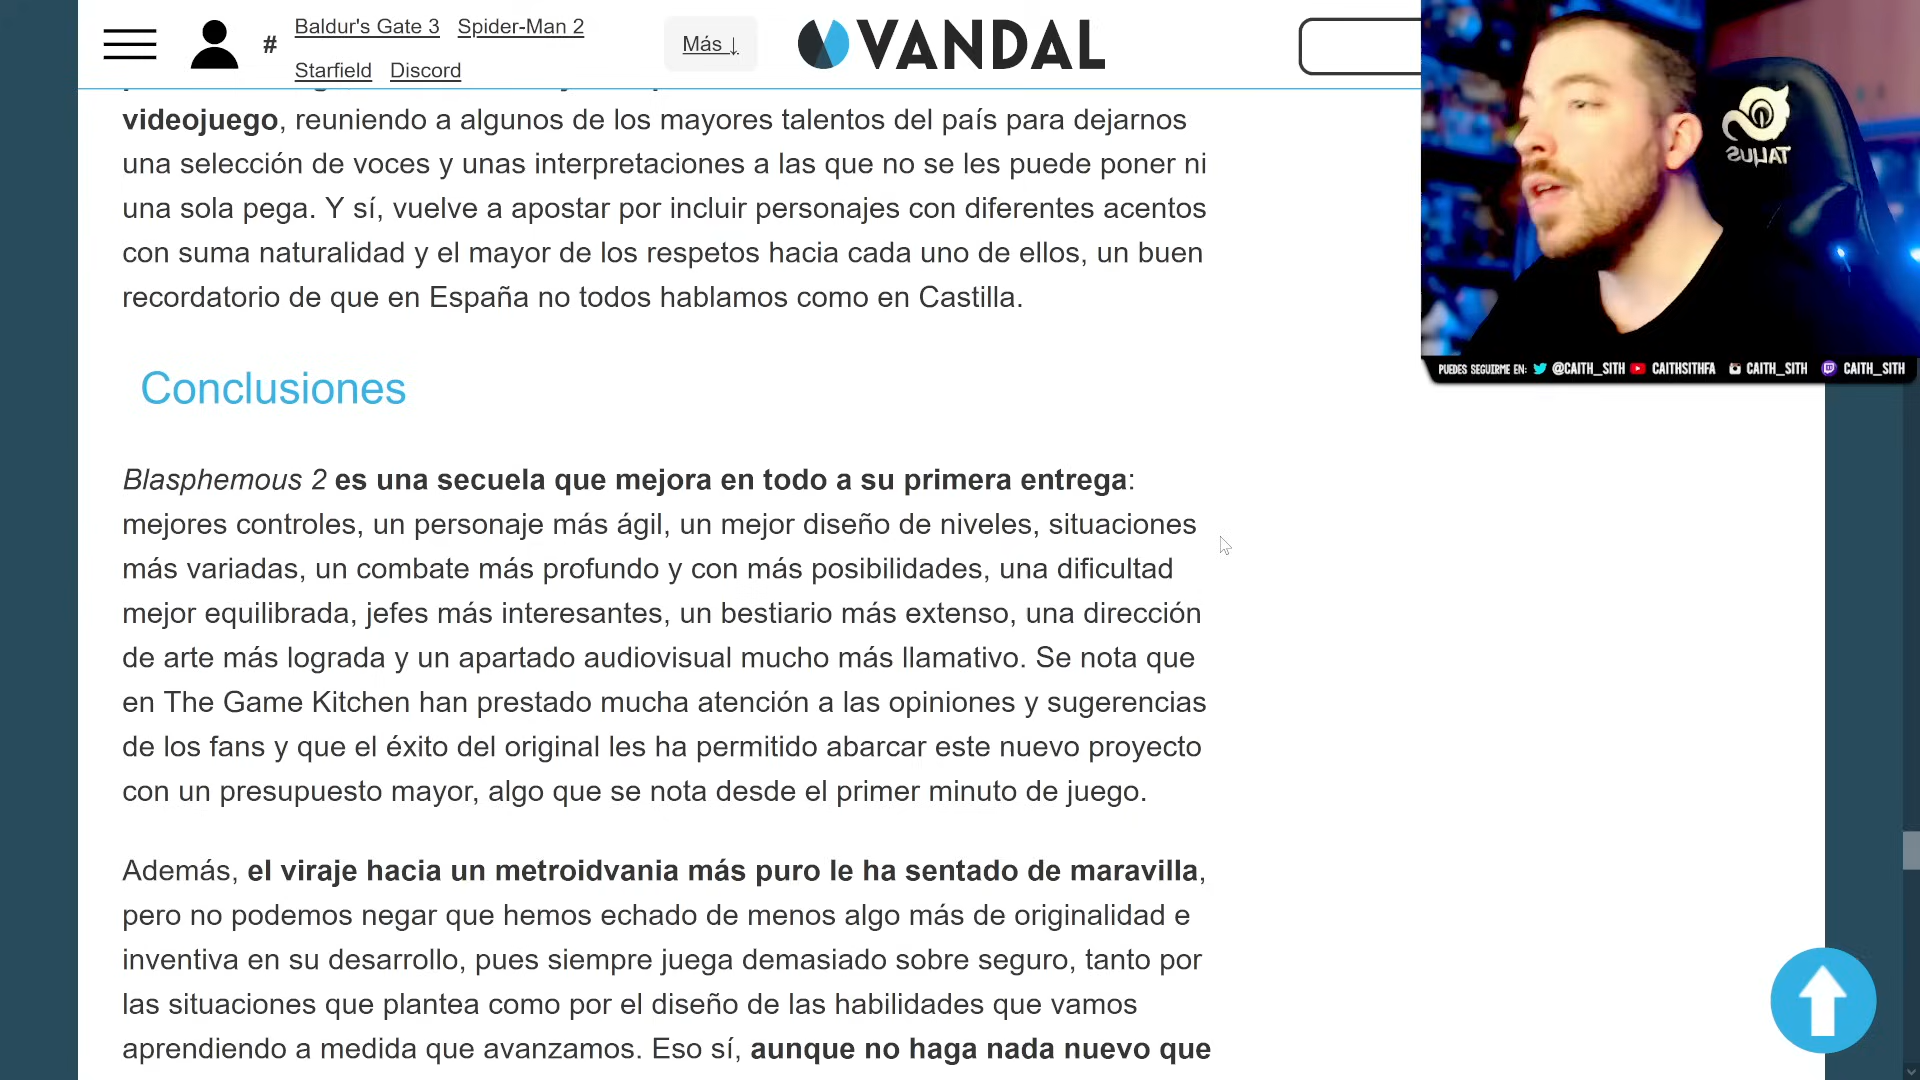 Baldur's Gate 3 Spider-Man 2
# Starfield Discord
Más ↓
VANDAL
videojuego, reuniendo a algunos de los mayores talentos del país para dejarnos
una selección de voces y unas interpretaciones a las que no se les puede poner ni
una sola pega. Y sí, vuelve a apostar por incluir personajes con diferentes acentos
con suma naturalidad y el mayor de los respetos hacia cada uno de ellos, un buen
recordatorio de que en España no todos hablamos como en Castilla.
Conclusiones
Blasphemous 2 es una secuela que mejora en todo a su primera entrega:
mejores controles, un personaje más ágil, un mejor diseño de niveles, situaciones
más variadas, un combate más profundo y con más posibilidades, una dificultad
mejor equilibrada, jefes más interesantes, un bestiario más extenso, una dirección
de arte más lograda y un apartado audiovisual mucho más llamativo. Se nota que
en The Game Kitchen han prestado mucha atención a las opiniones y sugerencias
de los fans y que el éxito del original les ha permitido abarcar este nuevo proyecto
con un presupuesto mayor, algo que se nota desde el primer minuto de juego.
Además, el viraje hacia un metroidvania más puro le ha sentado de maravilla,
pero no podemos negar que hemos echado de menos algo más de originalidad e
inventiva en su desarrollo, pues siempre juega demasiado sobre seguro, tanto por
las situaciones que plantea como por el diseño de las habilidades que vamos
aprendiendo a medida que avanzamos. Eso sí, aunque no haga nada nuevo que
TALIUS
PUEDES SEGUIRME EN: @CAITH_SITH CAITHSITHFA CAITH_SITH CAITH_SITH